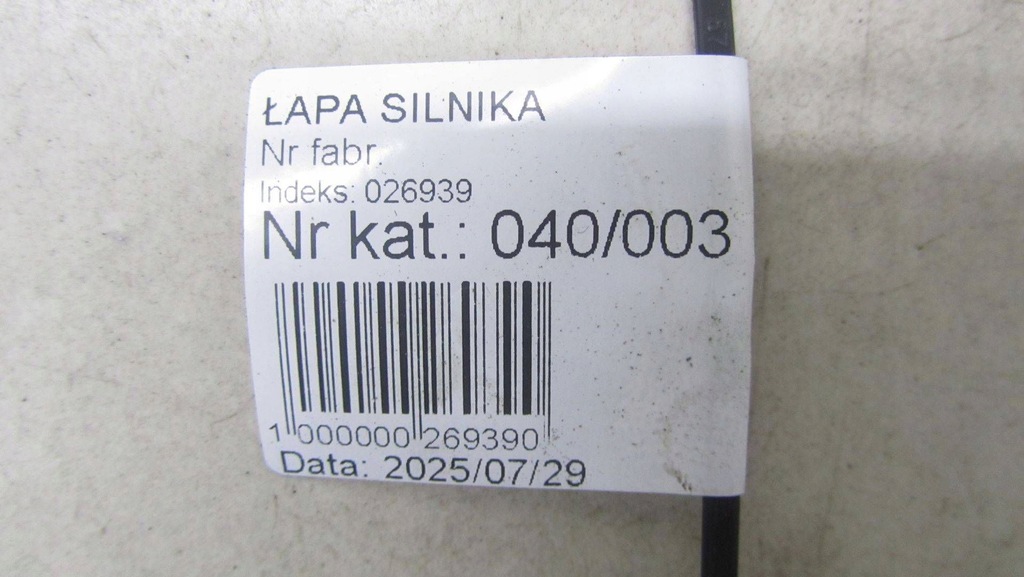 ŁAPA SILNIKA
Nr fabr.
Indeks: 026939
Nr kat.: 040/003
1 000000 269390
Data: 2025/07/29